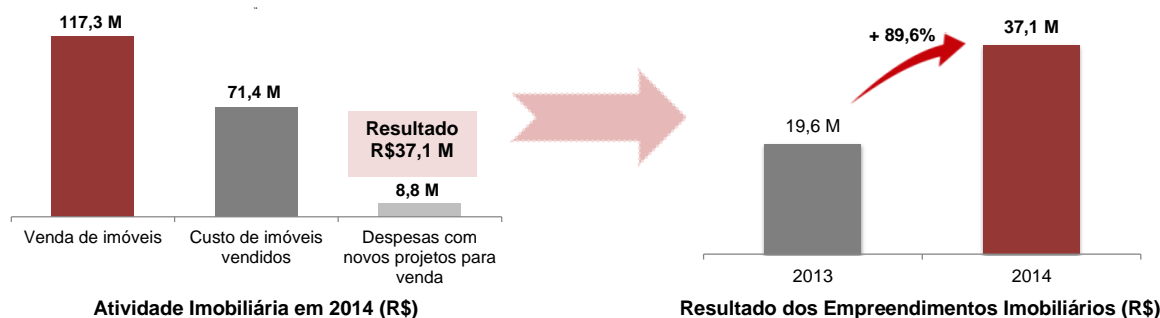 117,3 M
71,4 M
Resultado
R$37,1 M
8,8 M
Venda de imóveis
Custo de imóveis
vendidos
Despesas com
novos projetos para
venda
Atividade Imobiliária em 2014 (R$)
+ 89,6%
37,1 M
19,6 M
2013
2014
Resultado dos Empreendimentos Imobiliários (R$)